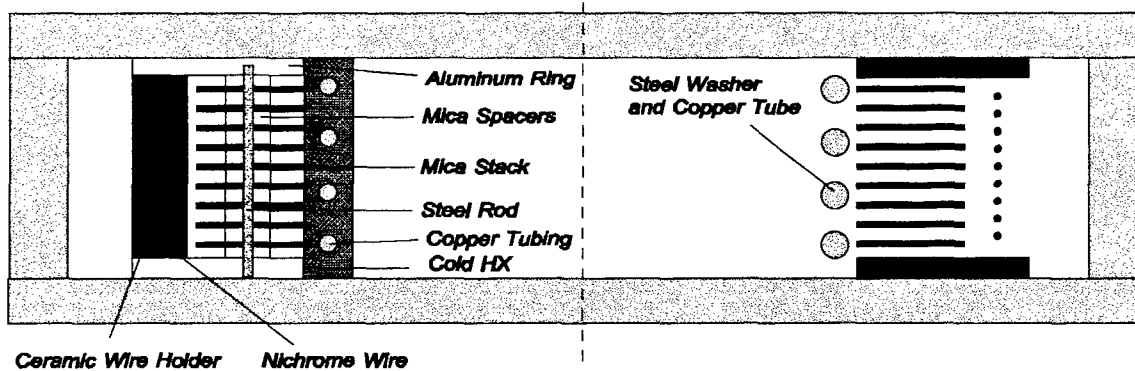 Aluminum Ring
Steel Washer
and Copper Tube
Mica Spacers
Mica Stack
Steel Rod
Copper Tubing
Cold HX
Ceramic Wire Holder
Nichrome Wire